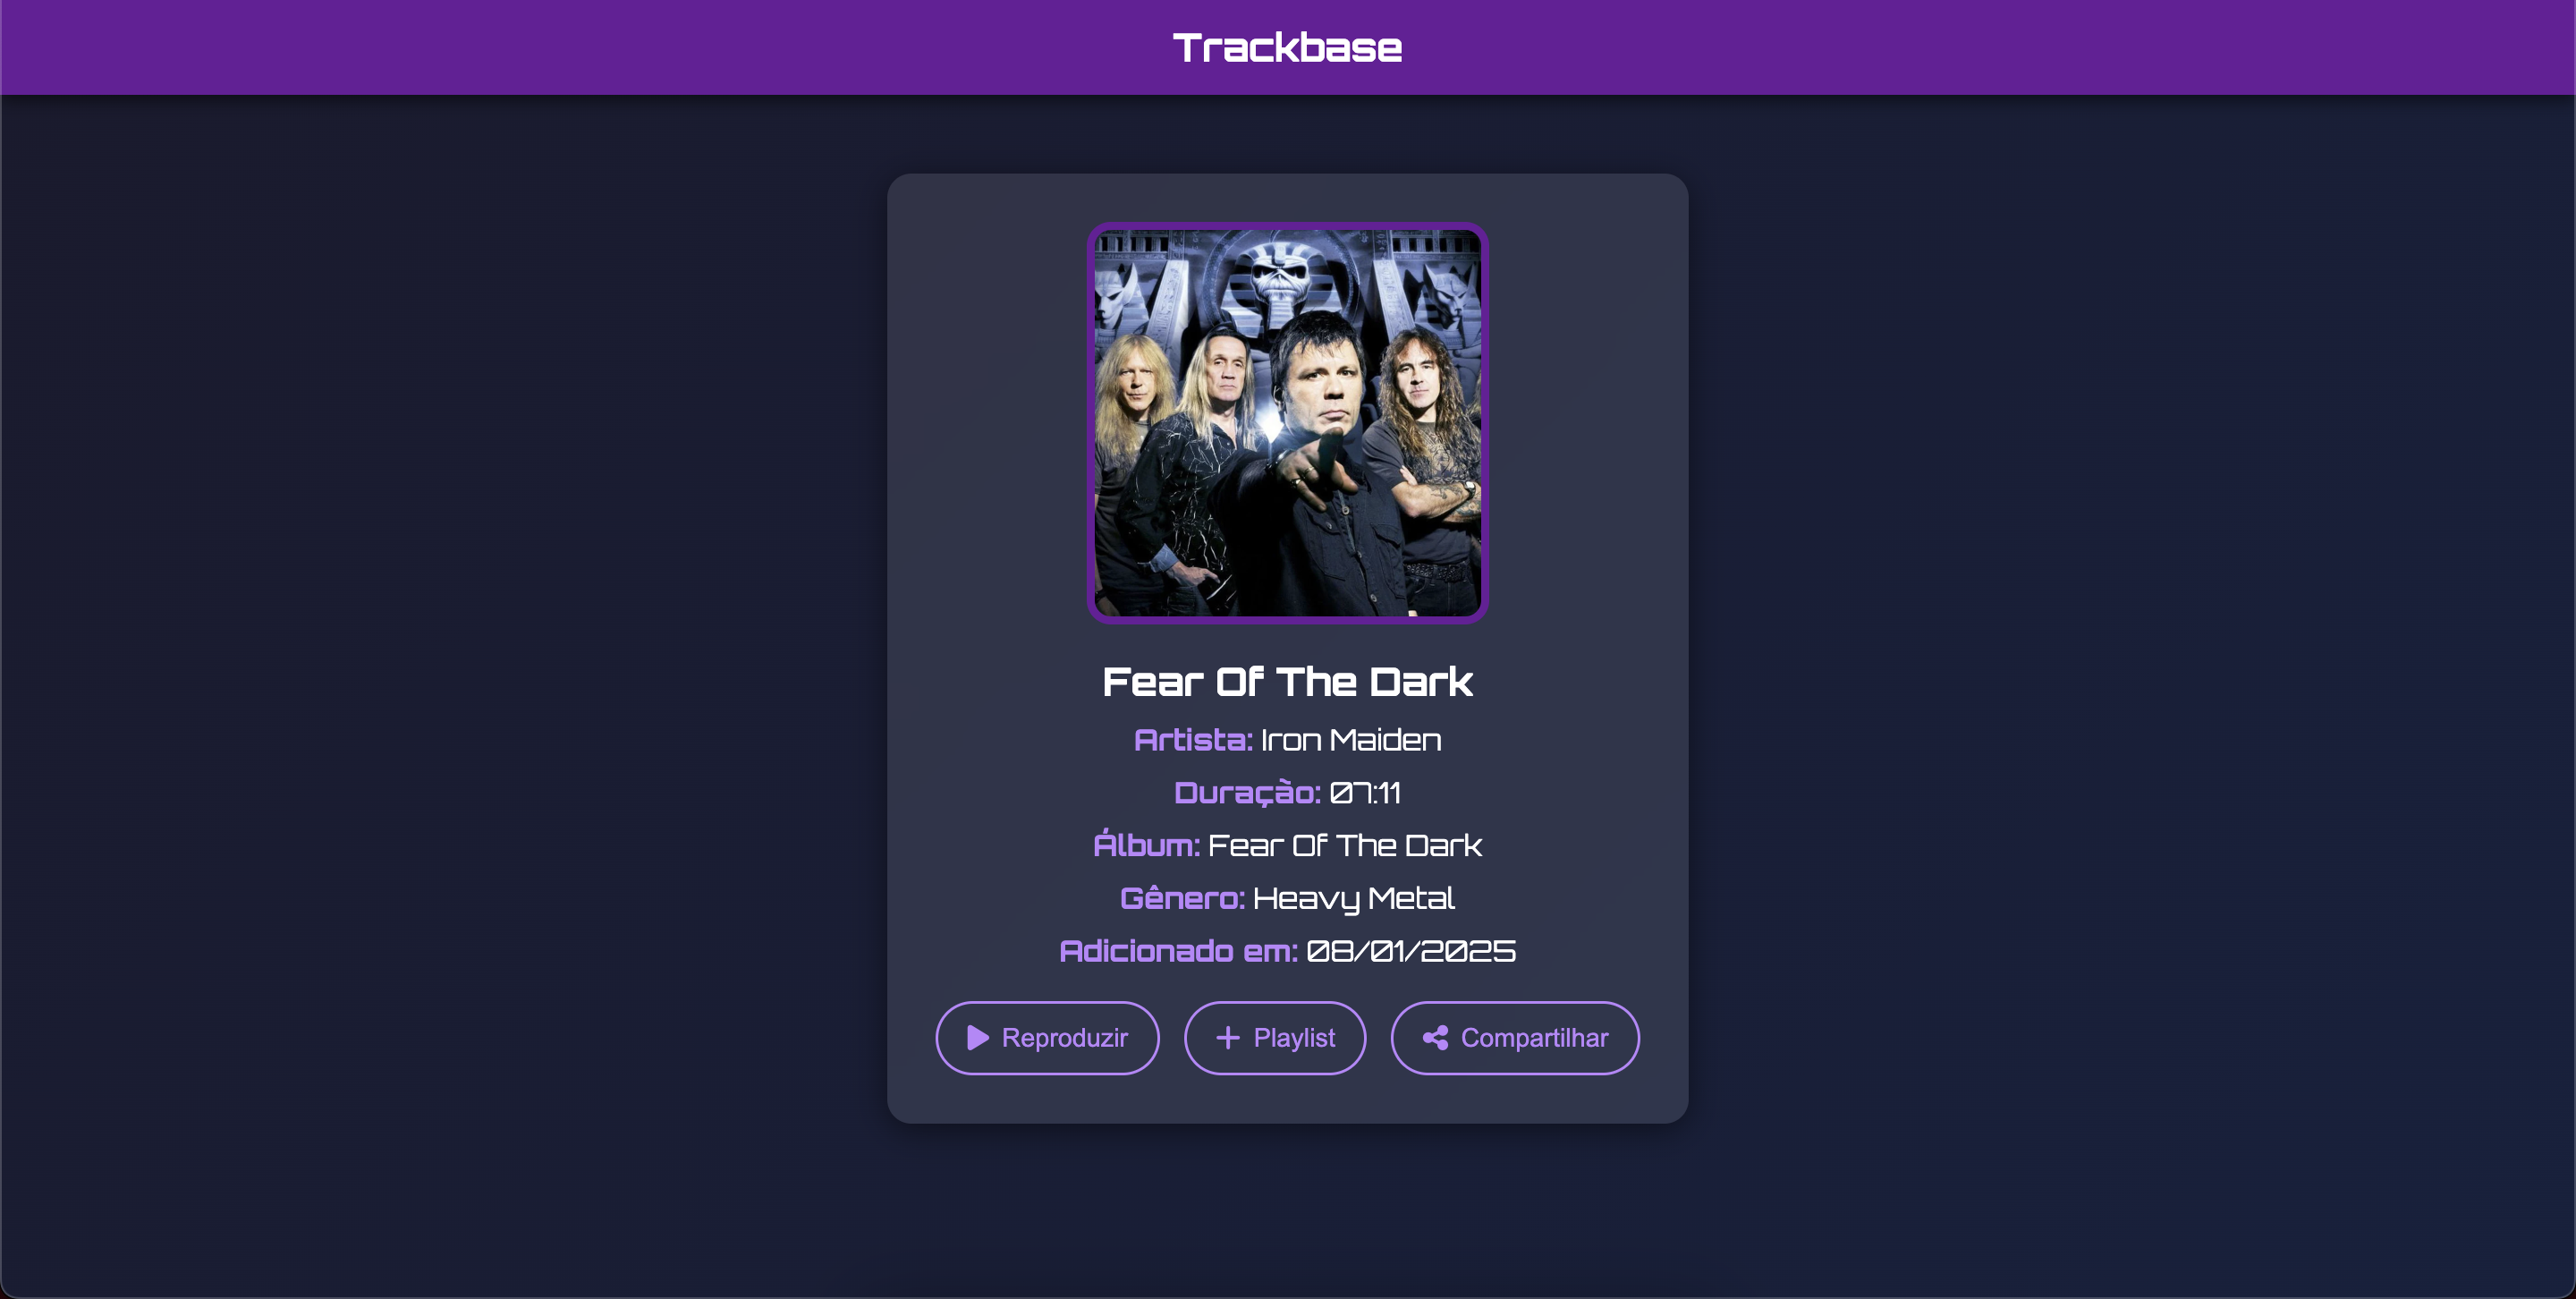 Trackbase
Fear Of The Dark
Artista: Iron Maiden
Duração: 07:11
Álbum: Fear Of The Dark
Gênero: Heavy Metal
Adicionado em: 08/01/2025
Reproduzir
Playlist
Compartilhar